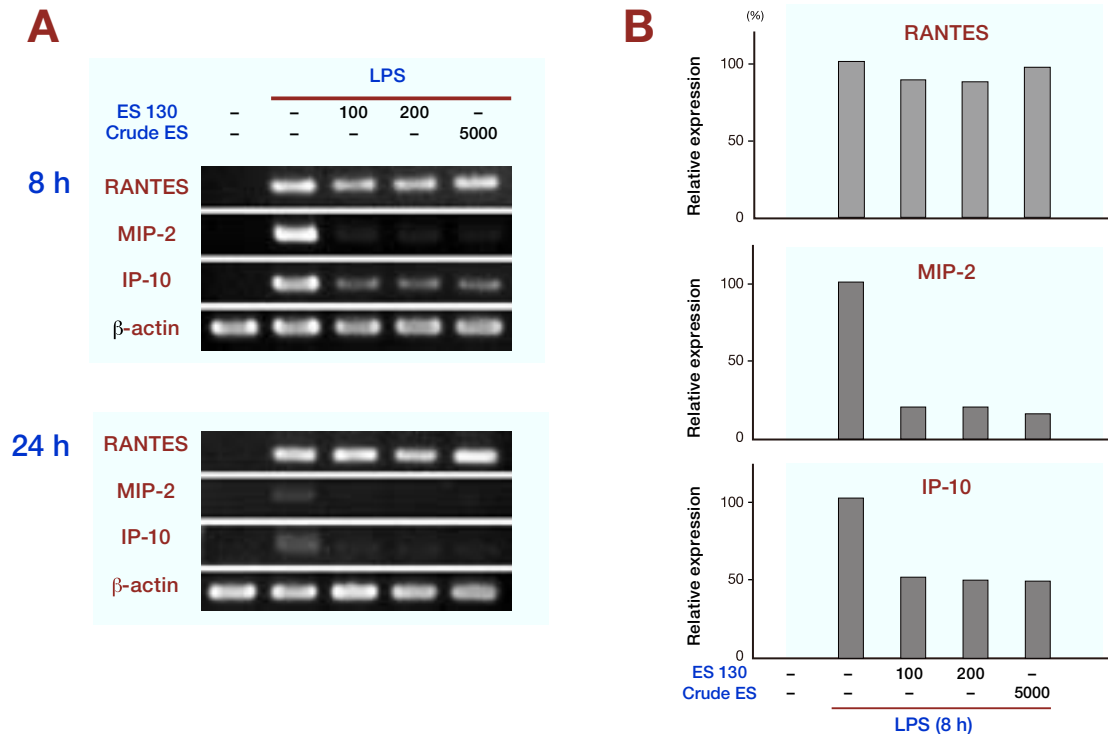 A
LPS
ES 130 – – 100 200 –
Crude ES – – – – 5000
8 h
RANTES
MIP-2
IP-10
β-actin
24 h
RANTES
MIP-2
IP-10
β-actin
B
(%)
RANTES
Relative expression
100
50
0
MIP-2
Relative expression
100
50
0
IP-10
Relative expression
100
50
0
ES 130 – – 100 200 –
Crude ES – – – – 5000
LPS (8 h)